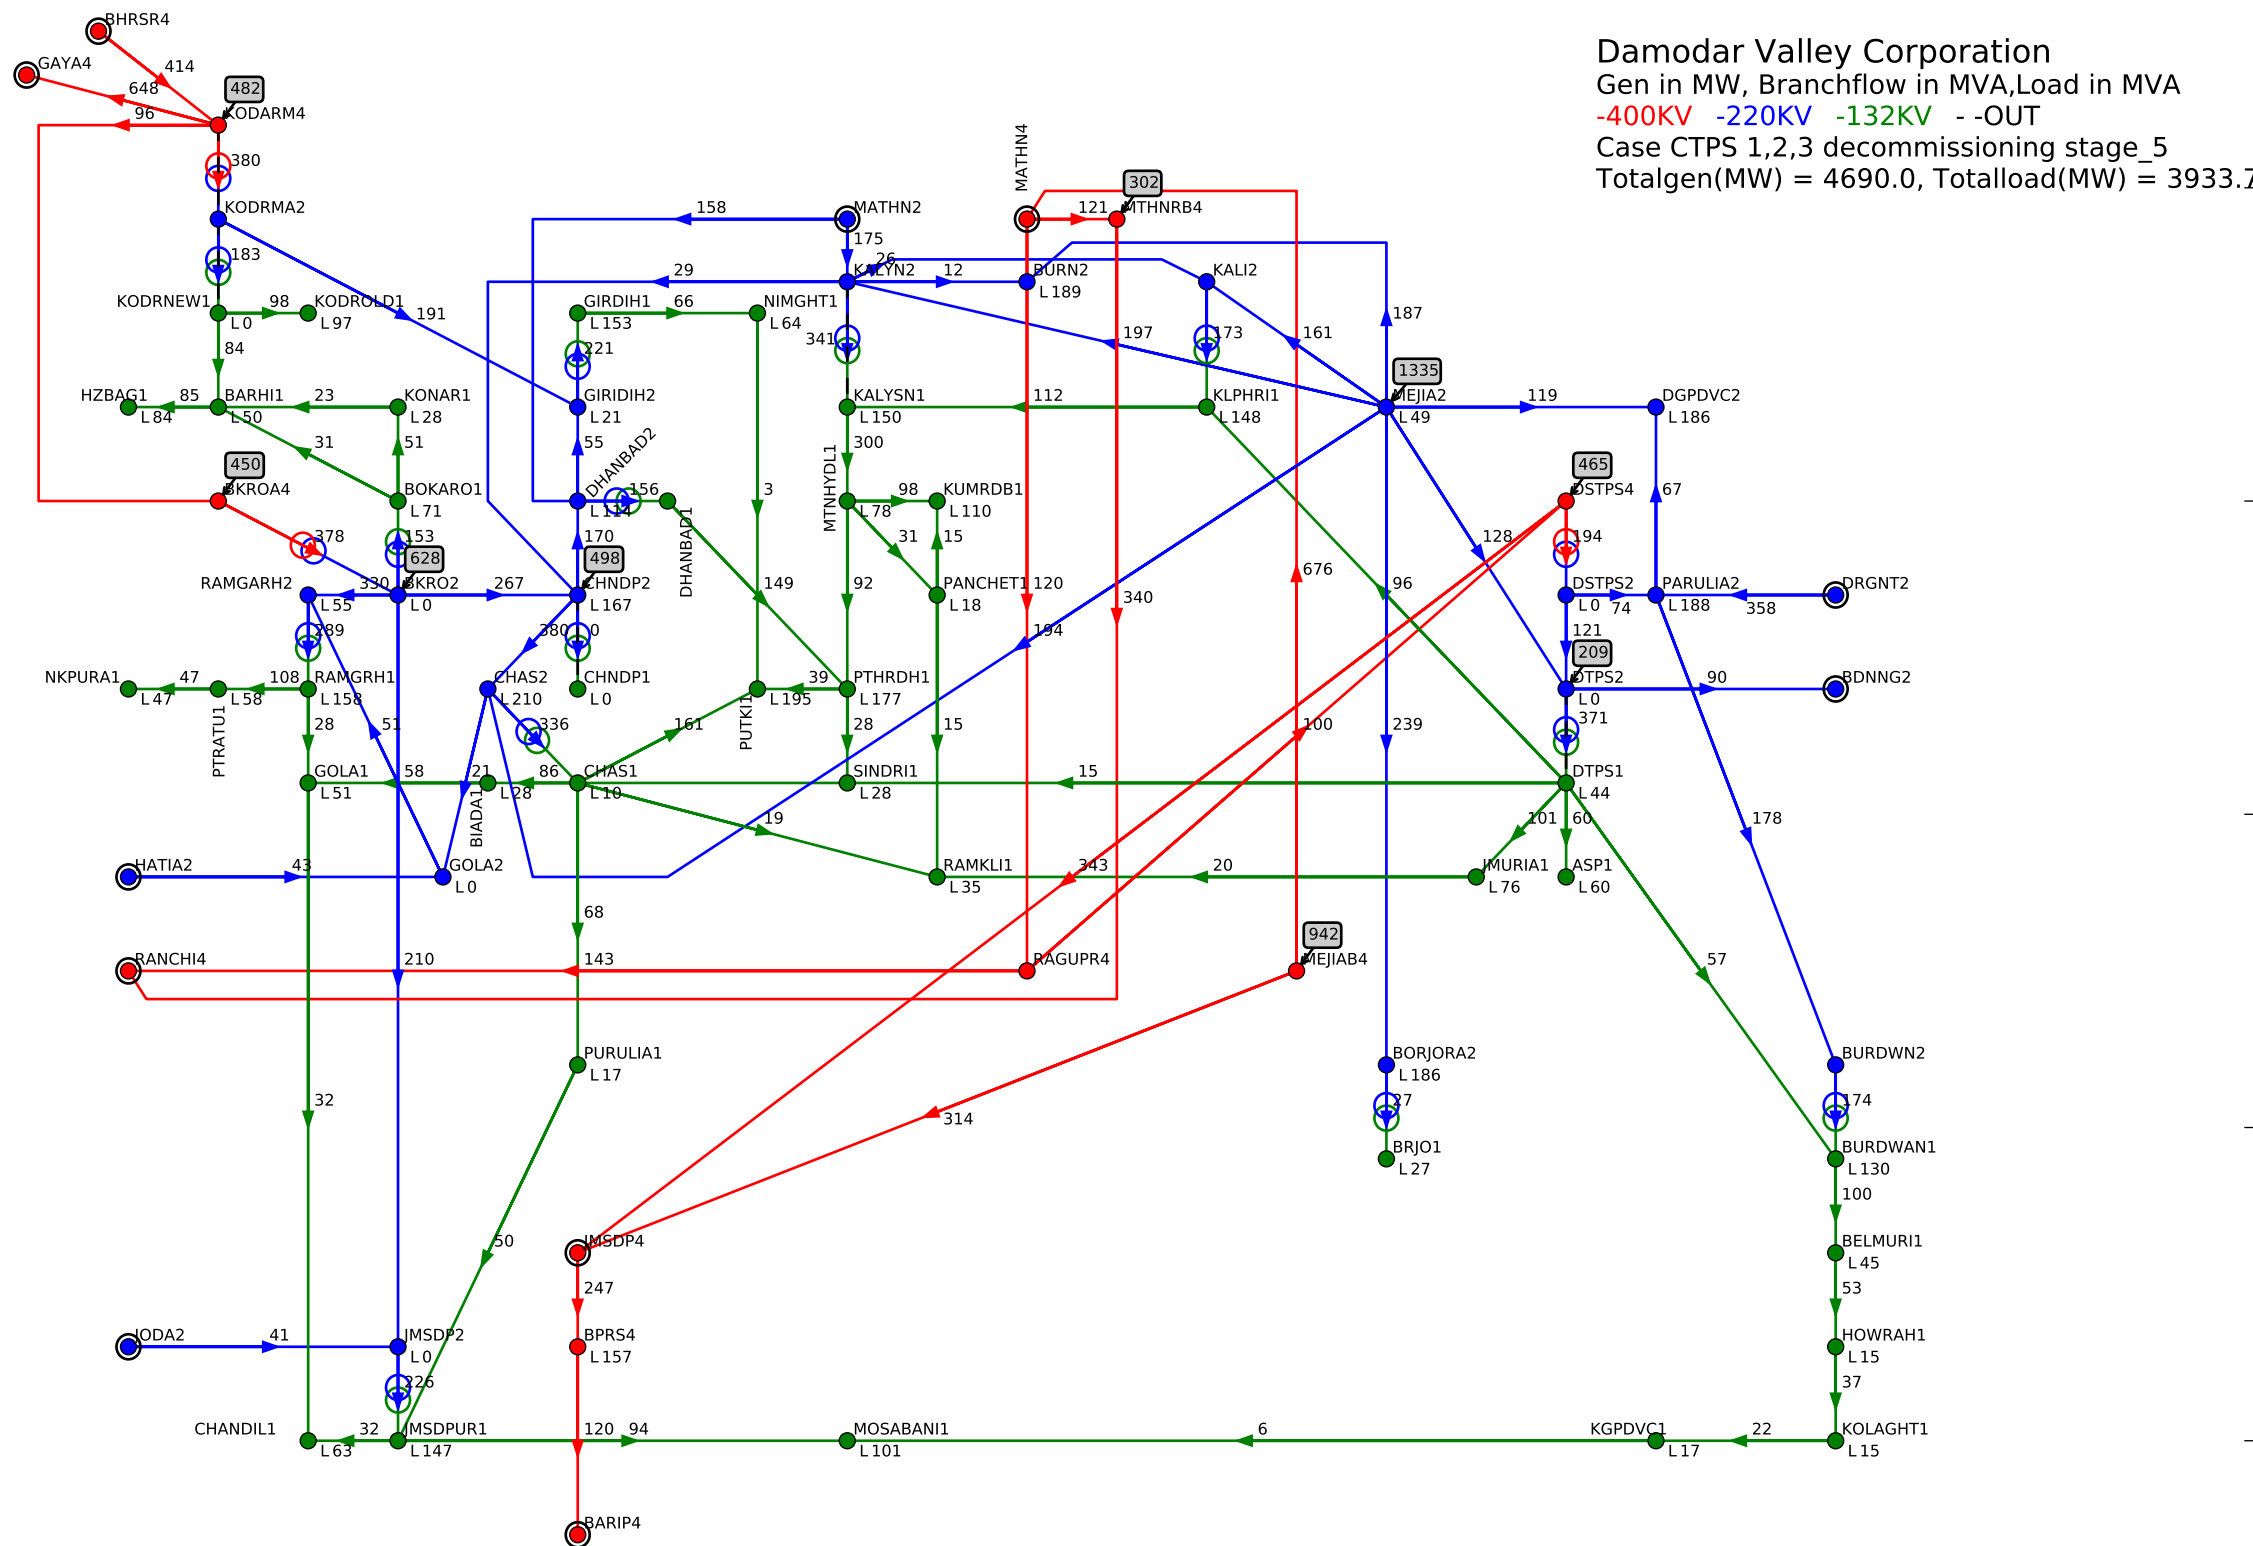 BHRSR4
Damodar Valley Corporation
GAYA4
414
Gen in MW, Branchflow in MVA,Load in MVA
648
482
-400KV -220KV -132KV - -OUT
96
KODARM4
Case CTPS 1,2,3 decommissioning stage_5
MATHN4
380
Totalgen(MW) = 4690.0, Totalload(MW) = 3933.7
302
KODRMA2
158
MATHN2
121
MTHNRB4
183
175
26
29
KALYN2
12
BURN2
L 189
KALI2
KODRNEW1
L 0
98
KODROLD1
L 97
191
GIRDIH1
L 153
66
NIMGHT1
L 64
187
341
197
173
161
84
221
1335
HZBAG1
L 84
85
BARHI1
L 50
23
KONAR1
L 28
GIRIDIH2
L 21
KALYSN1
L 150
112
KLPHRI1
L 148
MEJIA2
L 49
119
DGPDVC2
L 186
31
51
55
DHANBAD2
300
450
465
BKROA4
BOKARO1
L 71
L 114
156
DHANBAD1
3
MTNHYDL1
L 78
98
KUMRDB1
L 110
DSTPS4
67
378
153
628
170
498
31
15
128
194
RAMGARH2
L 55
330
BKRO2
L 0
267
CHNDP2
L 167
149
92
PANCHET1
L 18
120
340
676
96
DSTPS2
L 0
74
PARULIA2
L 188
358
DRGNT2
289
380
0
194
121
209
NKPURA1
L 47
47
PTRATU1
L 58
108
RAMGRH1
L 158
CHAS2
L 210
CHNDP1
L 0
PUTKI1
L 195
39
PTHRDH1
L 177
DTPS2
L 0
90
BDNNG2
28
51
336
161
28
15
100
239
371
GOLA1
L 51
58
21
BIADA1
L 28
86
CHAS1
L 10
SINDRI1
L 28
15
DTPS1
L 44
19
101
60
178
HATIA2
43
GOLA2
L 0
RAMKLI1
L 35
343
20
JMURIA1
L 76
ASP1
L 60
68
942
RANCHI4
210
143
RAGUPR4
MEJIAB4
57
PURULIA1
L 17
BORJORA2
L 186
BURDWN2
32
314
27
174
BRJO1
L 27
BURDWAN1
L 130
100
50
JMSDP4
BELMURI1
L 45
247
53
JODA2
41
JMSDP2
L 0
BPRS4
L 157
HOWRAH1
L 15
226
37
CHANDIL1
L 63
32
JMSDPUR1
L 147
120
94
MOSABANI1
L 101
6
KGPDVC1
L 17
22
KOLAGHT1
L 15
BARIP4